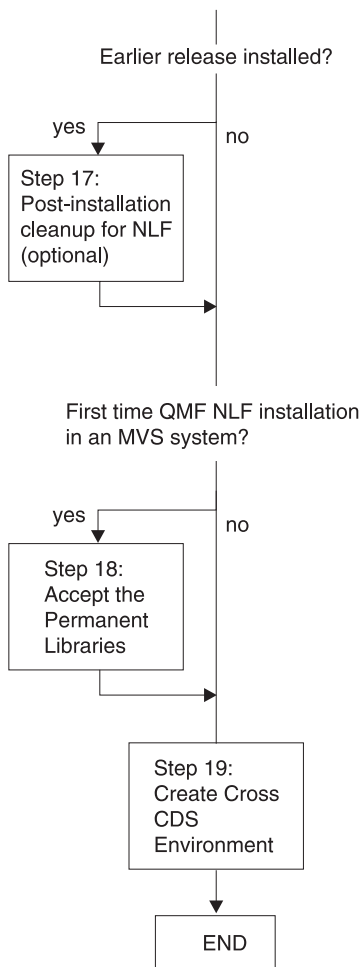 Earlier release installed?
yes
no
Step 17:
Post-installation
cleanup for NLF
(optional)
First time QMF NLF installation
in an MVS system?
yes
no
Step 18:
Accept the
Permanent
Libraries
Step 19:
Create Cross
CDS
Environment
END